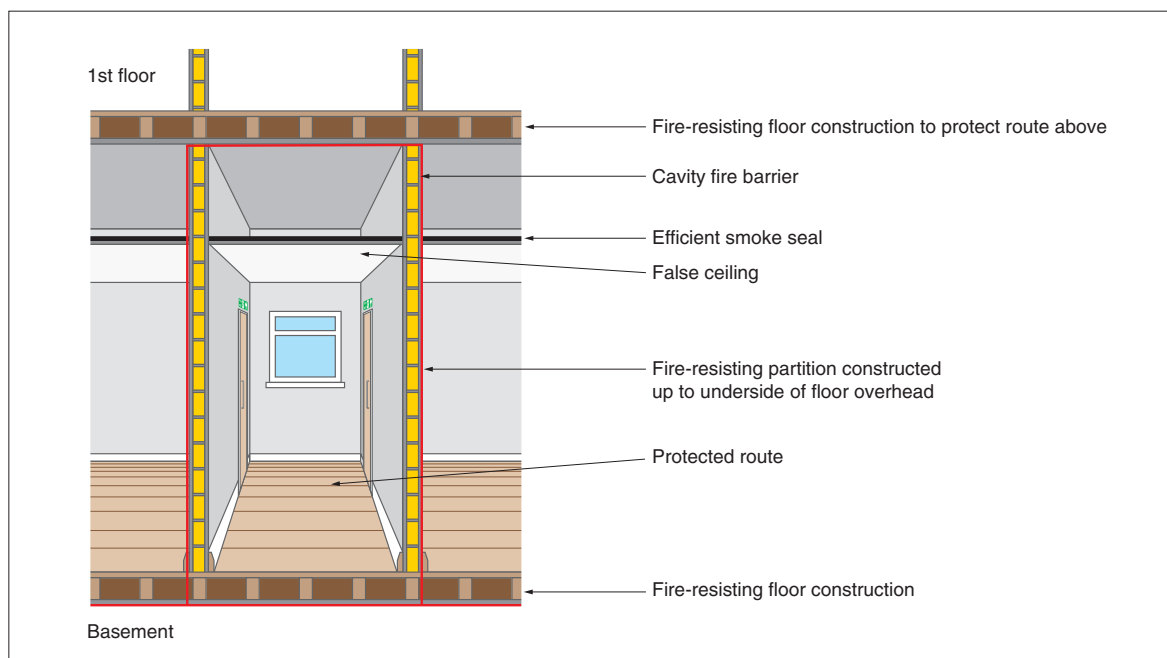 1st floor
Fire-resisting floor construction to protect route above
Cavity fire barrier
Efficient smoke seal
False ceiling
Fire-resisting partition constructed
up to underside of floor overhead
Protected route
Fire-resisting floor construction
Basement